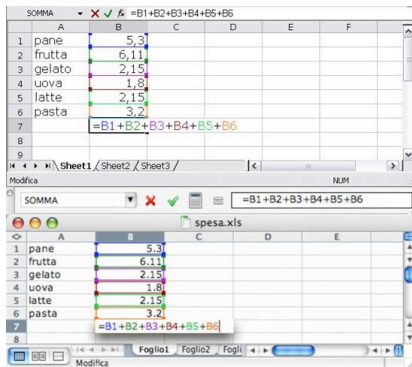 SOMMA =B1+B2+B3+B4+B5+B6
A B C D E F
1 pane 5,3
2 frutta 6,11
3 gelato 2,15
4 uova 1,8
5 latte 2,15
6 pasta 3,2
7 =B1+B2+B3+B4+B5+B6
8
9
Sheet1 Sheet2 Sheet3
Modifica NUM
SOMMA =B1+B2+B3+B4+B5+B6
spesa.xls
A B C D E
1 pane 5.3
2 frutta 6.11
3 gelato 2.15
4 uova 1.8
5 latte 2.15
6 pasta 3.2
7 =B1+B2+B3+B4+B5+B6
8
Foglio1 Foglio2 Fogli
Modifica